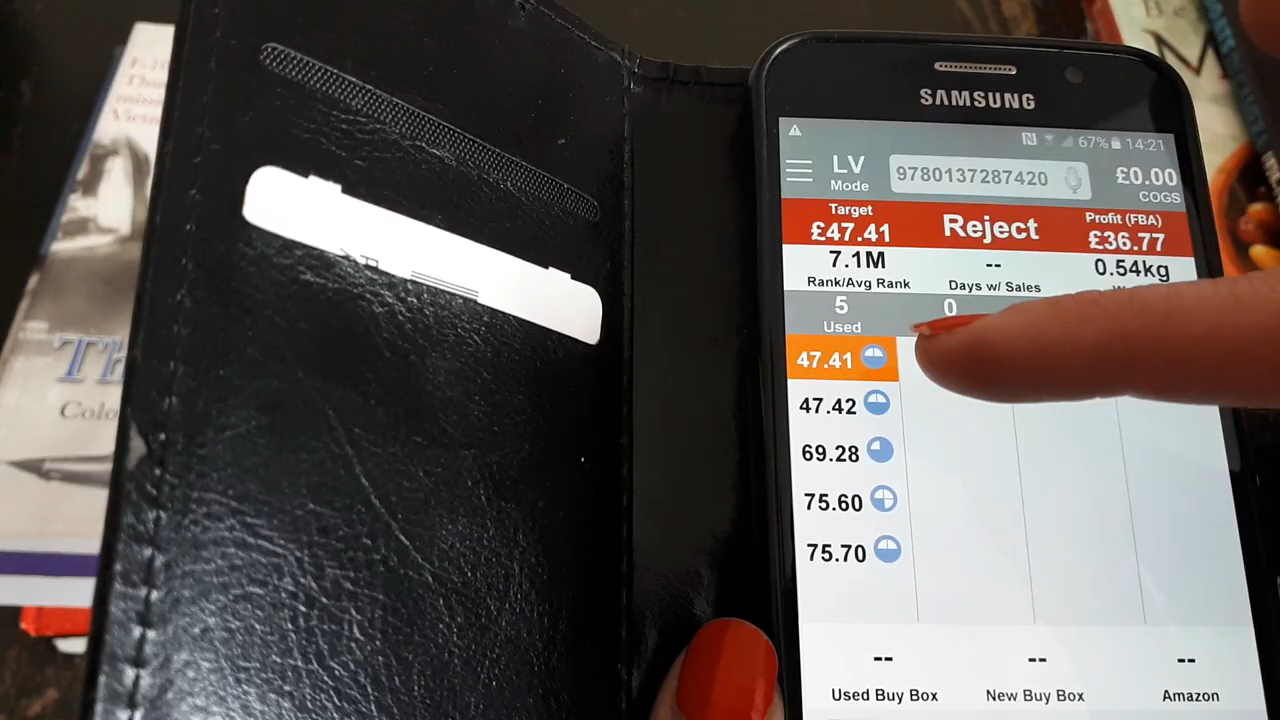 SAMSUNG
67% 14:21
LV
Mode
9780137287420
£0.00
COGS
Target
£47.41
Reject
Profit (FBA)
£36.77
7.1M
Rank/Avg Rank
--
Days w/ Sales
0.54kg
5
Used
0
47.41
47.42
69.28
75.60
75.70
--
Used Buy Box
--
New Buy Box
--
Amazon
Th
Colo